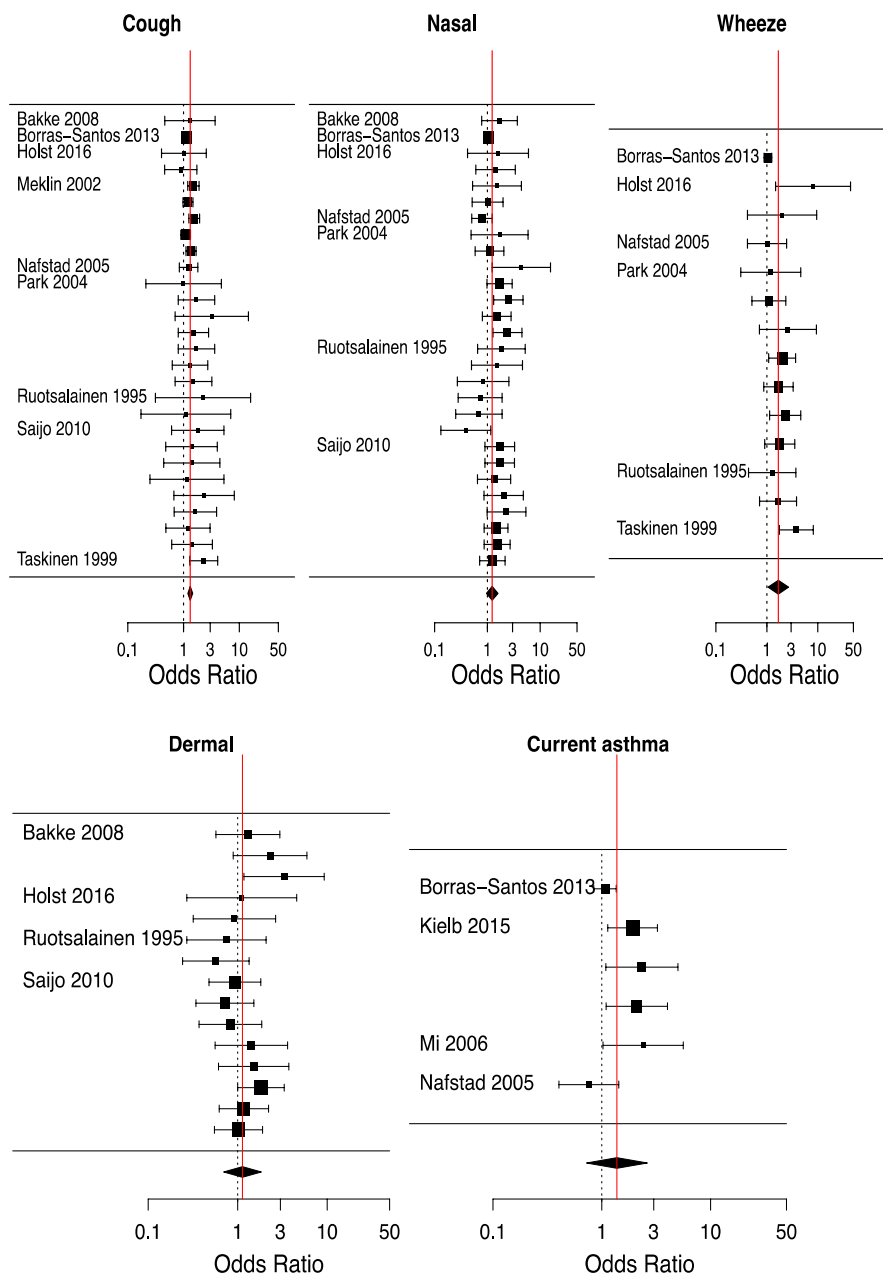 Cough
Bakke 2008
Borras−Santos 2013
Holst 2016
Meklin 2002
Nafstad 2005
Park 2004
Ruotsalainen 1995
Saijo 2010
Taskinen 1999
0.1 1 3 10 50
Odds Ratio
Nasal
Bakke 2008
Borras−Santos 2013
Holst 2016
Nafstad 2005
Park 2004
Ruotsalainen 1995
Saijo 2010
0.1 1 3 10 50
Odds Ratio
Wheeze
Borras−Santos 2013
Holst 2016
Nafstad 2005
Park 2004
Ruotsalainen 1995
Taskinen 1999
0.1 1 3 10 50
Odds Ratio
Dermal
Bakke 2008
Holst 2016
Ruotsalainen 1995
Saijo 2010
0.1 1 3 10 50
Odds Ratio
Current asthma
Borras−Santos 2013
Kielb 2015
Mi 2006
Nafstad 2005
0.1 1 3 10 50
Odds Ratio